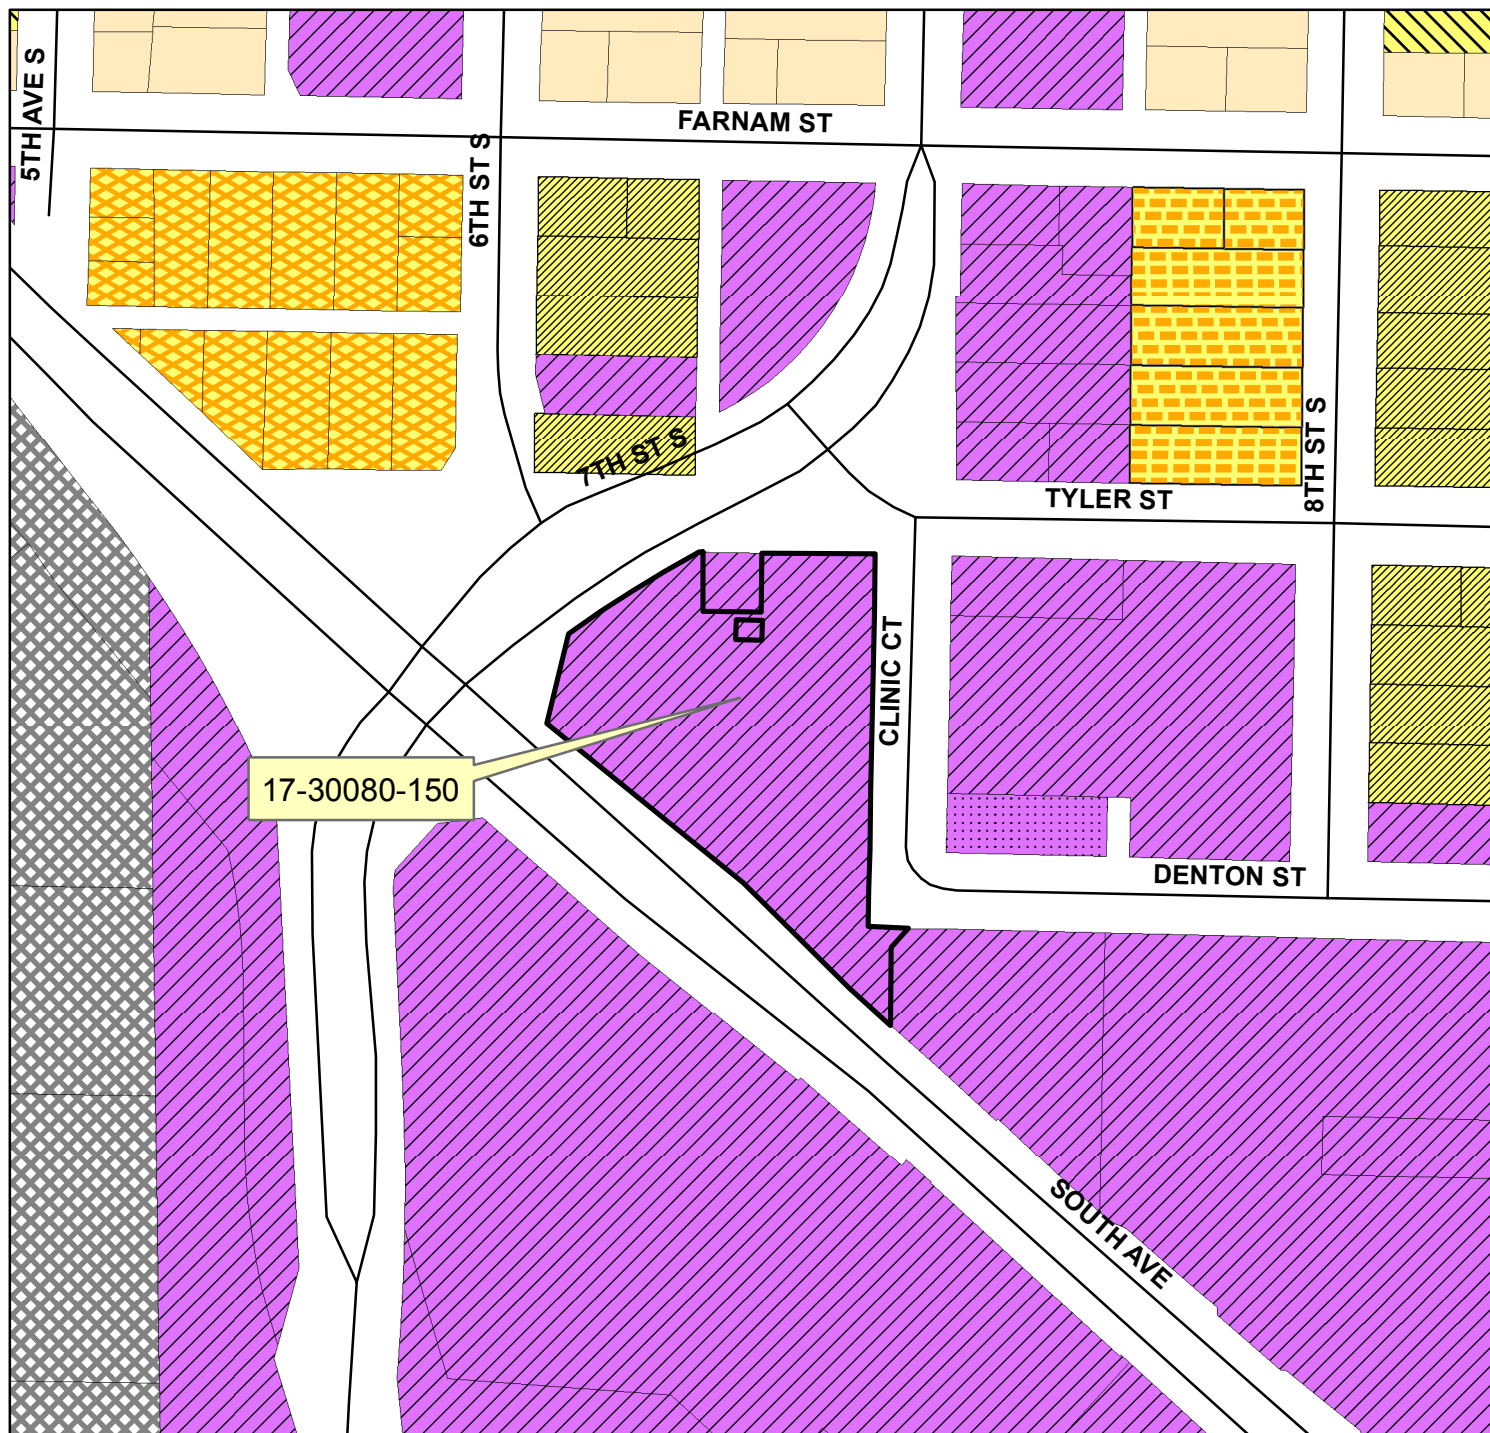 5TH AVE S
FARNAM ST
6TH ST S
7TH ST S
8TH ST S
TYLER ST
CLINIC CT
17-30080-150
DENTON ST
SOUTH AVE